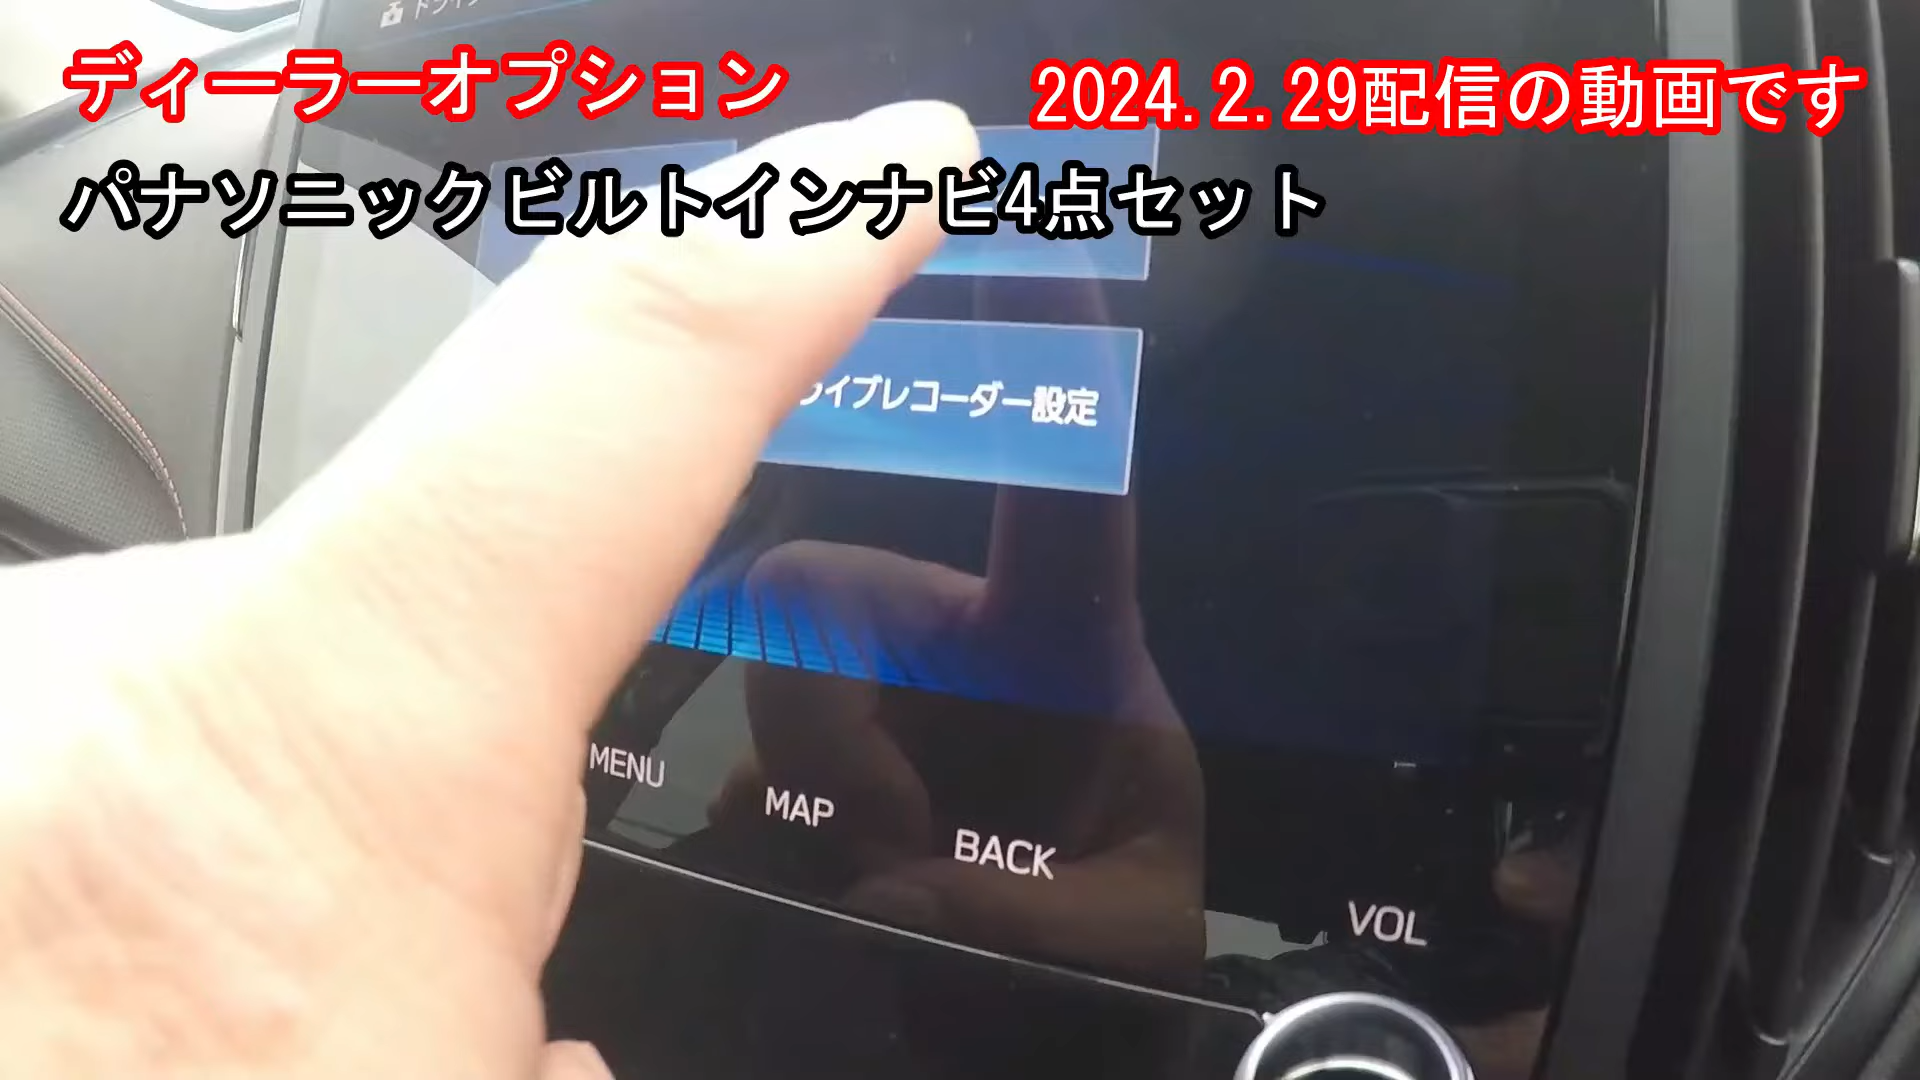 ディーラーオプション
2024.2.29配信の動画です
パナソニックビルトインナビ4点セット
イブレコーダー設定
MENU
MAP
BACK
VOL